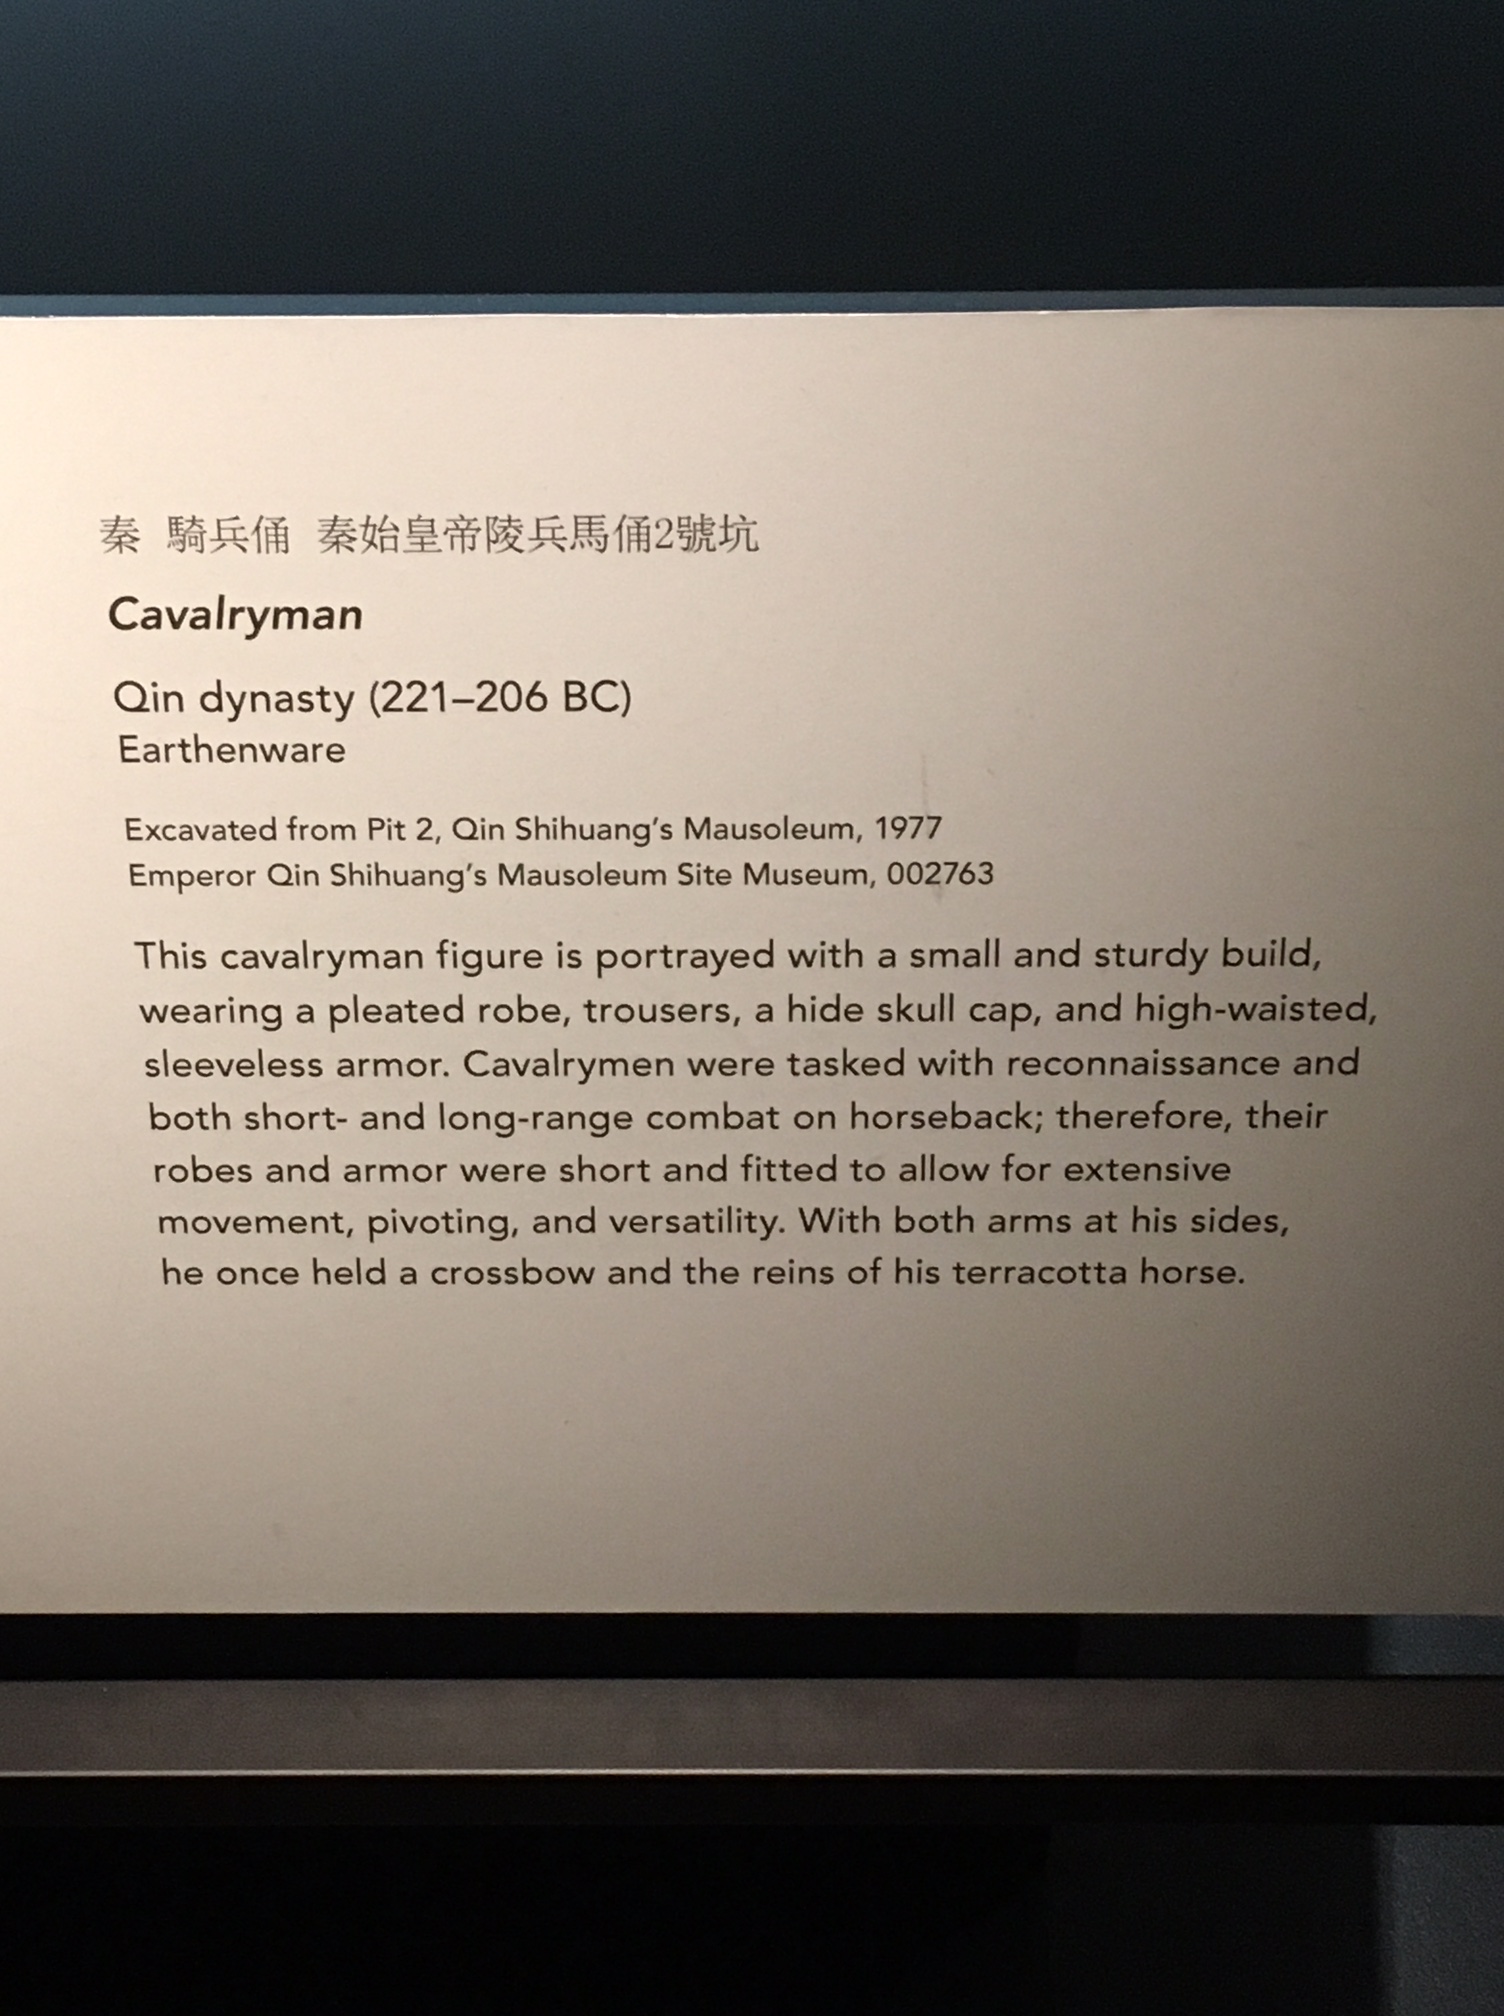 秦 騎兵俑 秦始皇帝陵兵馬俑2號坑
Cavalryman
Qin dynasty (221–206 BC)
Earthenware
Excavated from Pit 2, Qin Shihuang’s Mausoleum, 1977
Emperor Qin Shihuang’s Mausoleum Site Museum, 002763
This cavalryman figure is portrayed with a small and sturdy build,
wearing a pleated robe, trousers, a hide skull cap, and high-waisted,
sleeveless armor. Cavalrymen were tasked with reconnaissance and
both short- and long-range combat on horseback; therefore, their
robes and armor were short and fitted to allow for extensive
movement, pivoting, and versatility. With both arms at his sides,
he once held a crossbow and the reins of his terracotta horse.